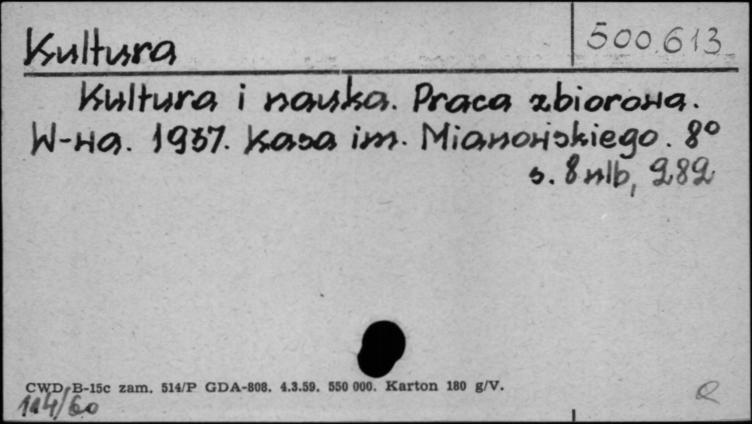 Kultura
500.613
Kultura i nauka. Praca zbiorowa.
W-wa. 1937. Kasa im. Mianowskiego. 8°
s. 8 nlb, 282
CWD B-15c zam. 514/P GDA-808. 4.3.59. 550 000. Karton 180 g/V.
114/60